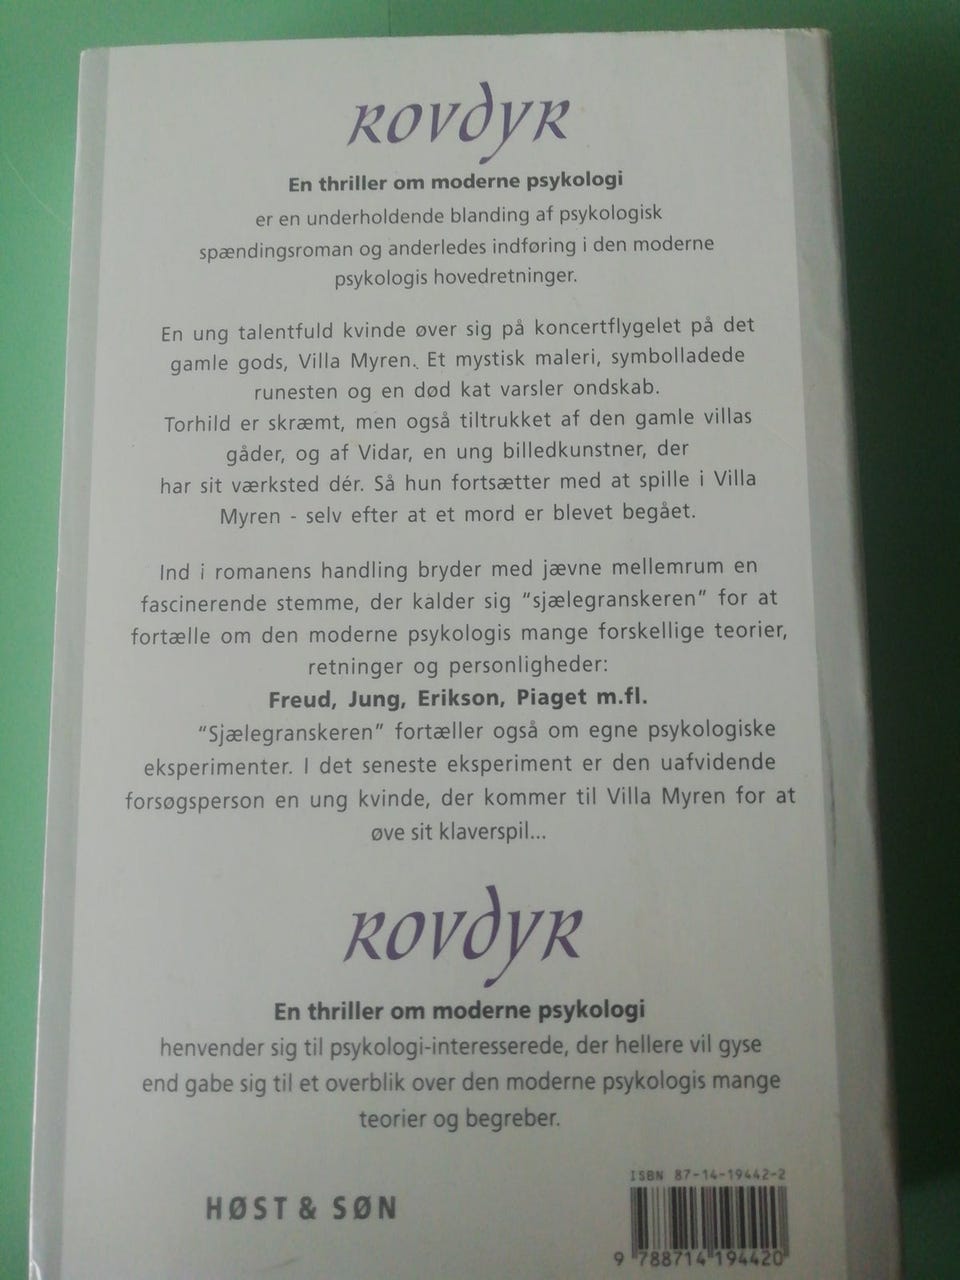 Rovdyr
En thriller om moderne psykologi
er en underholdende blanding af psykologisk
spændingsroman og anderledes indføring i den moderne
psykologis hovedretninger.
En ung talentfuld kvinde øver sig på koncertflygelet på det
gamle gods, Villa Myren. Et mystisk maleri, symbolladede
runesten og en død kat varsler ondskab.
Torhild er skræmt, men også tiltrukket af den gamle villas
gåder, og af Vidar, en ung billedkunstner, der
har sit værksted dér. Så hun fortsætter med at spille i Villa
Myren - selv efter at et mord er blevet begået.
Ind i romanens handling bryder med jævne mellemrum en
fascinerende stemme, der kalder sig "sjælegranskeren" for at
fortælle om den moderne psykologis mange forskellige teorier,
retninger og personligheder:
Freud, Jung, Erikson, Piaget m.fl.
"Sjælegranskeren" fortæller også om egne psykologiske
eksperimenter. I det seneste eksperiment er den uafvidende
forsøgsperson en ung kvinde, der kommer til Villa Myren for at
øve sit klaverspil...
Rovdyr
En thriller om moderne psykologi
henvender sig til psykologi-interesserede, der hellere vil gyse
end gabe sig til et overblik over den moderne psykologis mange
teorier og begreber.
ISBN 87-14-19442-2
HØST & SØN
9 788714 194420